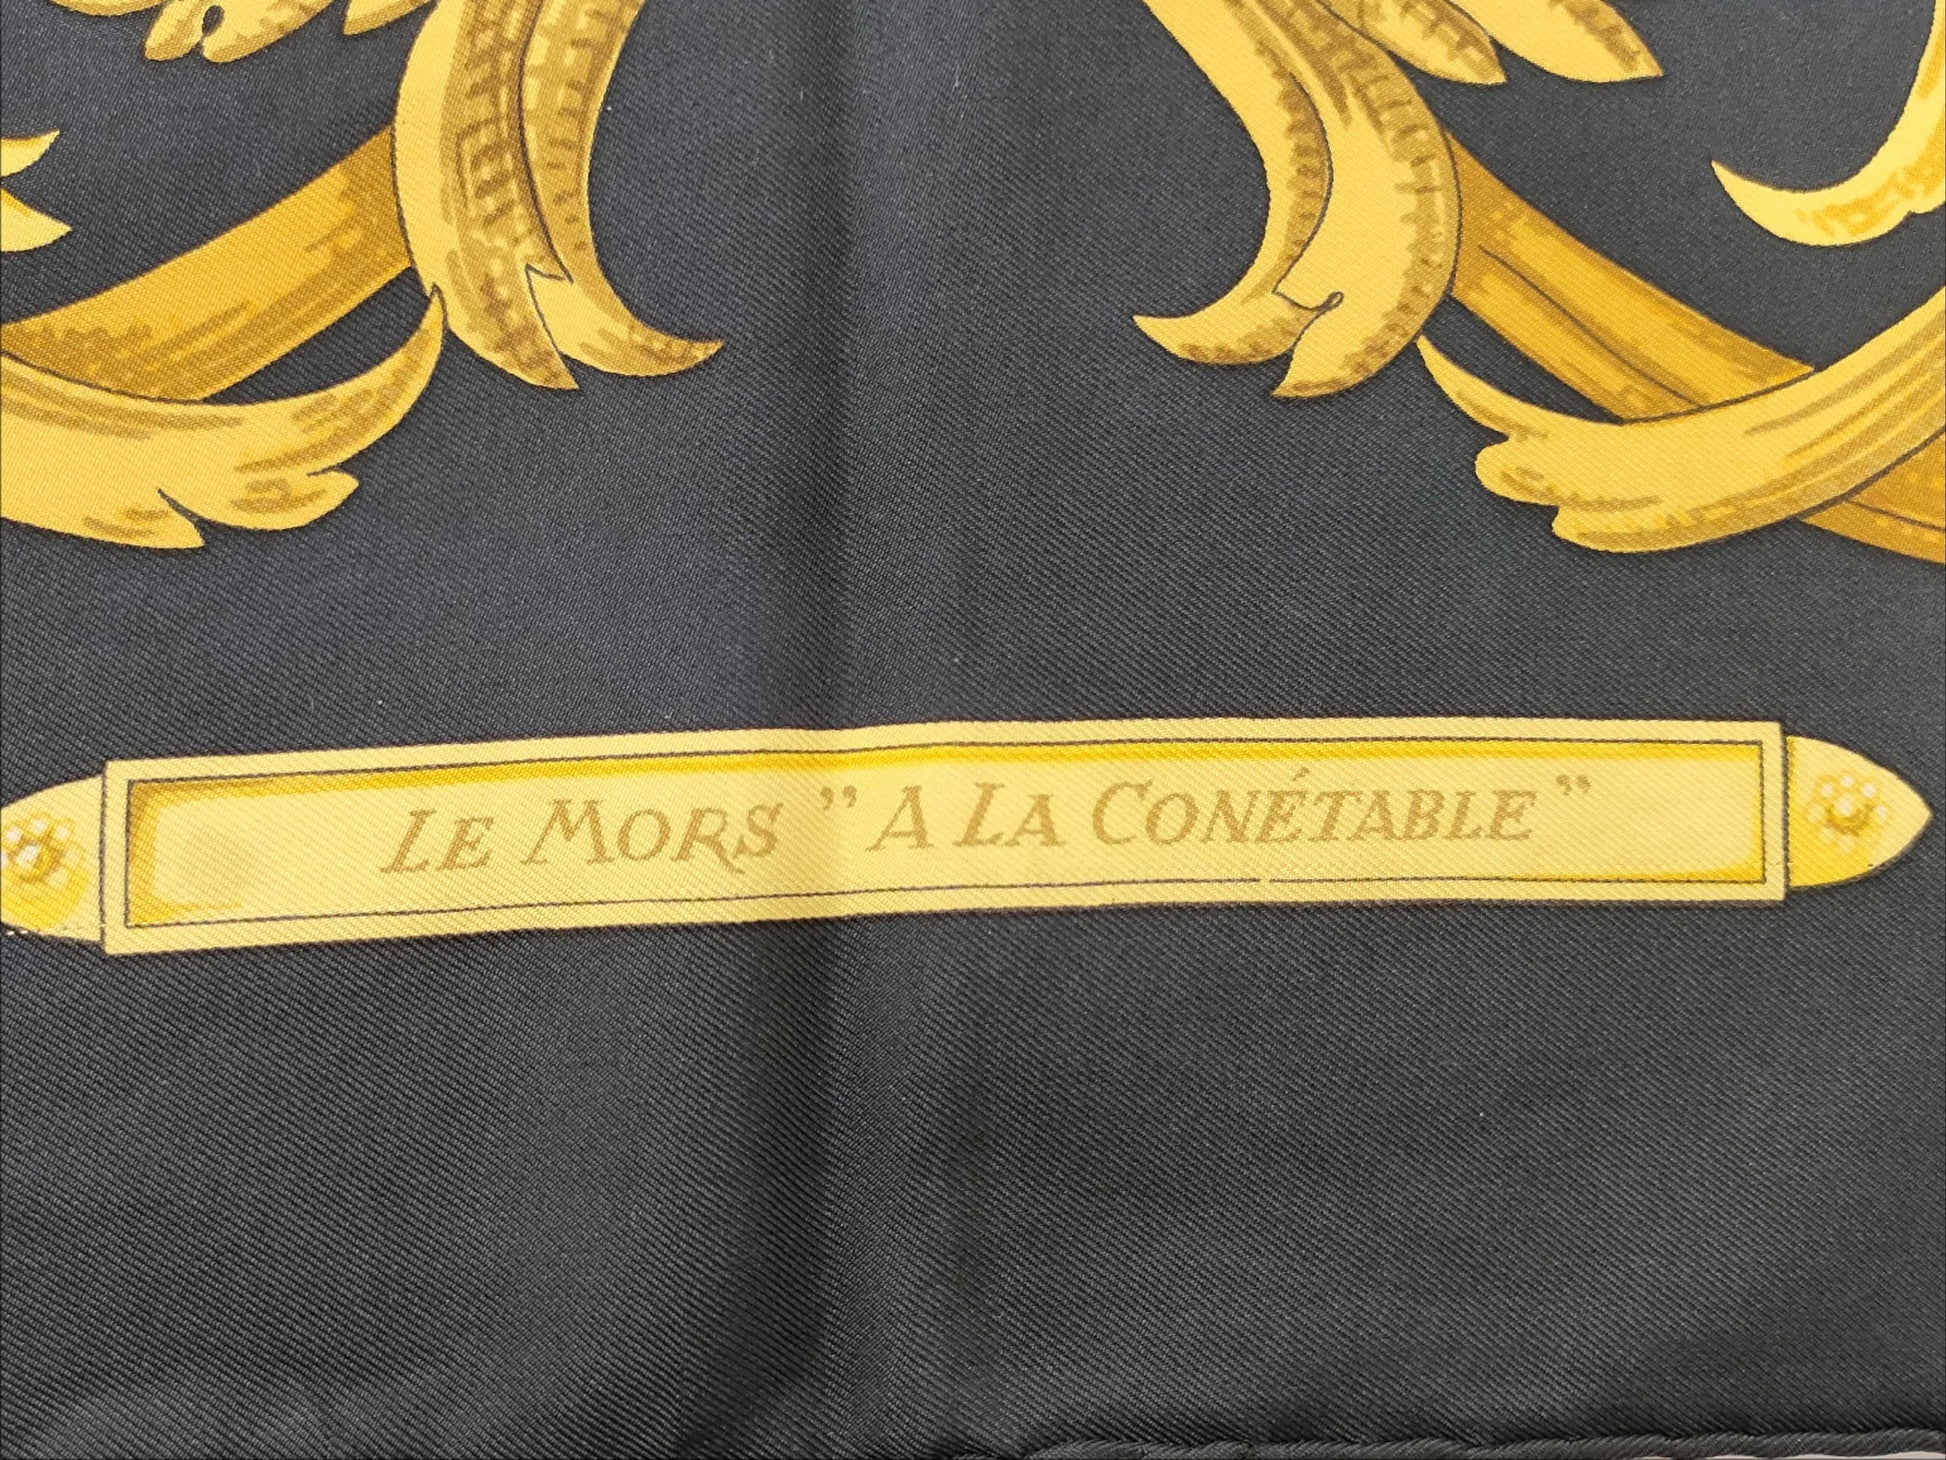 LE MORS ” A LA CONÉTABLE ”